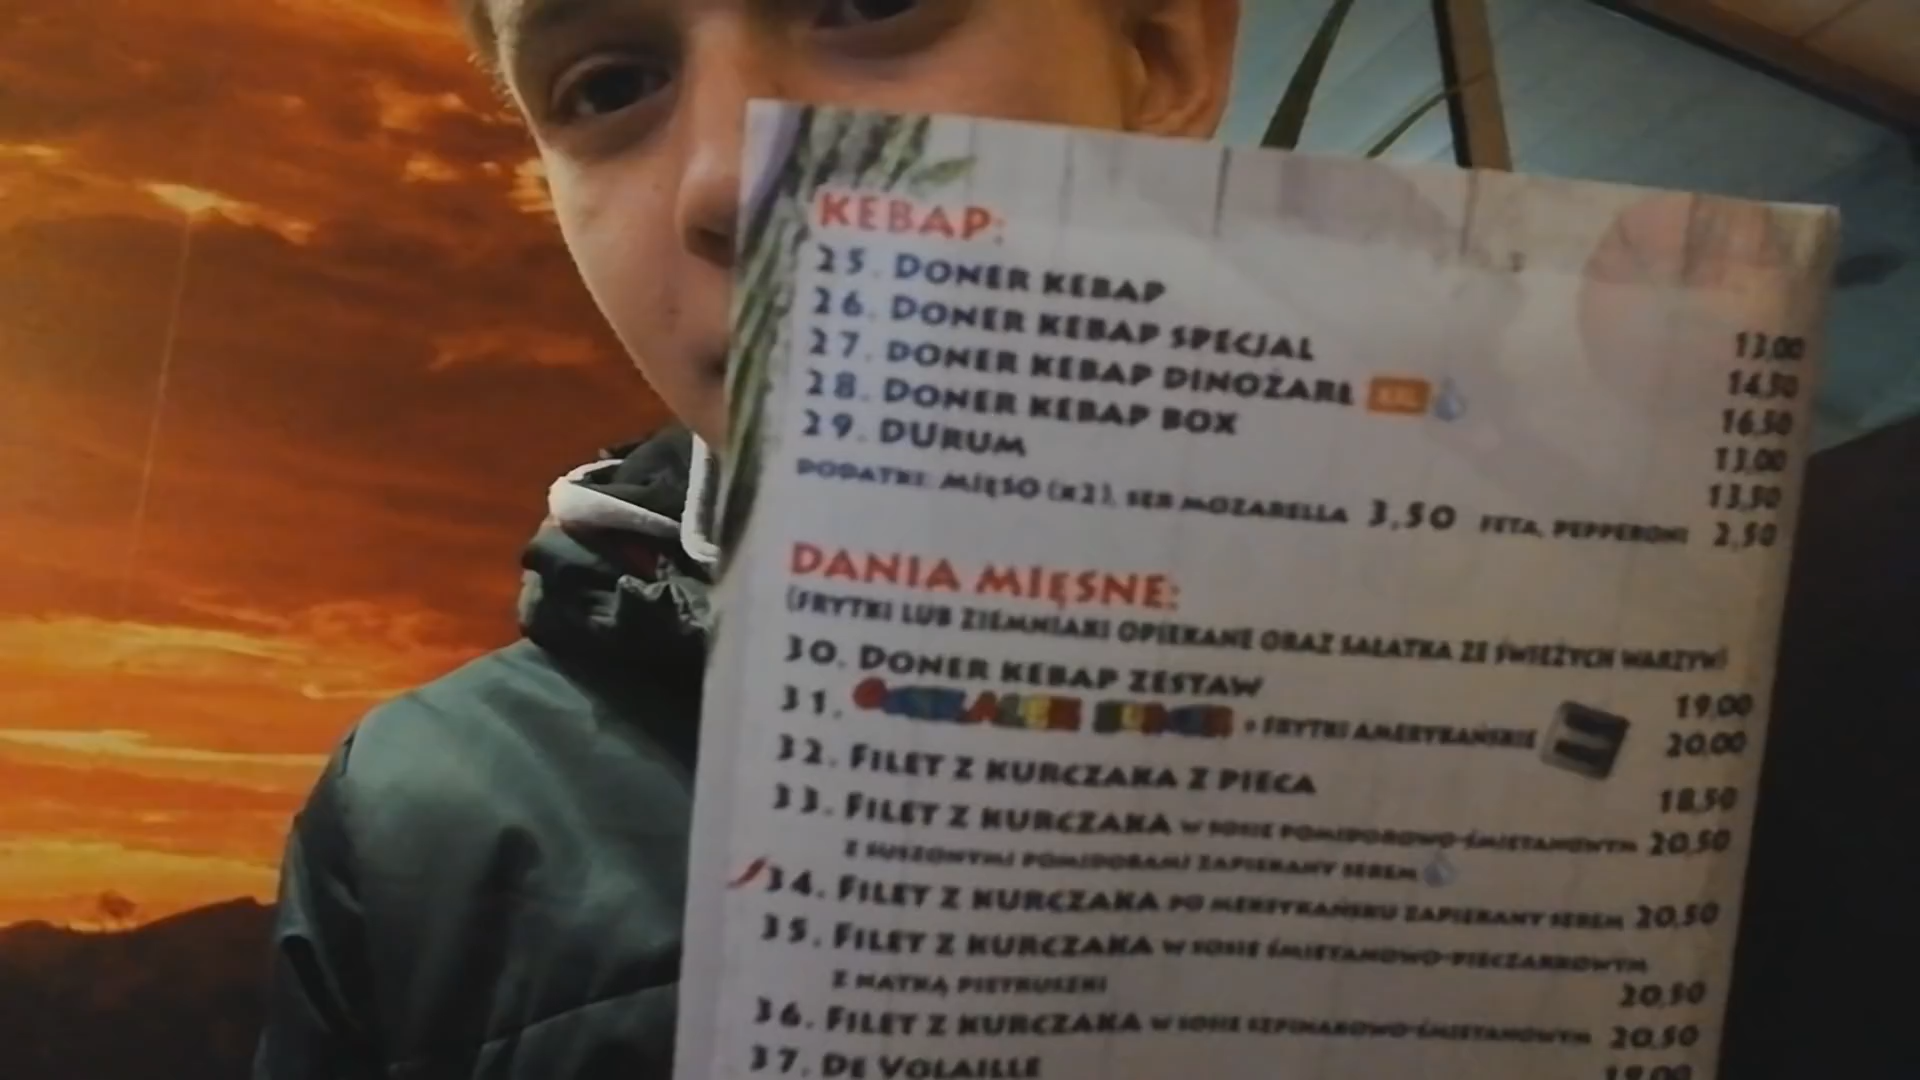 KEBAP:
25. DONER KEBAP 13,00
26. DONER KEBAP SPECJAL 14,50
27. DONER KEBAP DINOŻARŁ XXL 16,50
28. DONER KEBAP BOX 13,00
29. DURUM 13,50
DODATKI: MIĘSO (X2), SER MOZARELLA 3,50 FETA, PEPPERONI 2,50
DANIA MIĘSNE:
(FRYTKI LUB ZIEMNIAKI OPIEKANE ORAZ SAŁATKA ZE ŚWIEŻYCH WARZYW)
30. DONER KEBAP ZESTAW 19,00
31. + FRYTKI AMERYKAŃSKIE 20,00
32. FILET Z KURCZAKA Z PIECA 18,50
33. FILET Z KURCZAKA W SOSIE POMIDOROWO-ŚMIETANOWYM 20,50
Z SUSZONYMI POMIDORAMI ZAPIEKANY SEREM
34. FILET Z KURCZAKA PO MEKSYKAŃSKU ZAPIEKANY SEREM 20,50
35. FILET Z KURCZAKA W SOSIE ŚMIETANOWO-PIECZARKOWYM
Z NATKĄ PIETRUSZKI 20,50
36. FILET Z KURCZAKA W SOSIE SZPINAKOWO-ŚMIETANOWYM 20,50
37. DE VOLAILLE